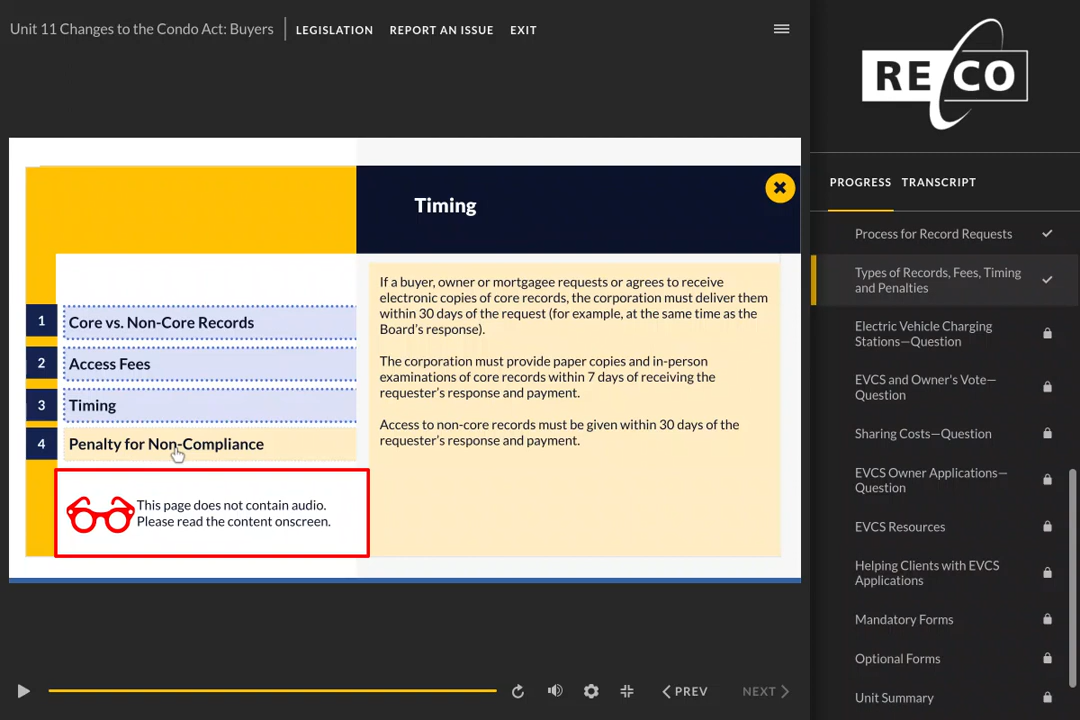 Unit 11 Changes to the Condo Act: Buyers
LEGISLATION
REPORT AN ISSUE
EXIT
RECO
PROGRESS
TRANSCRIPT
Process for Record Requests
Types of Records, Fees, Timing
and Penalties
Electric Vehicle Charging
Stations—Question
EVCS and Owner's Vote—
Question
Sharing Costs—Question
EVCS Owner Applications—
Question
EVCS Resources
Helping Clients with EVCS
Applications
Mandatory Forms
Optional Forms
Unit Summary
Timing
1 Core vs. Non-Core Records
2 Access Fees
3 Timing
4 Penalty for Non-Compliance
This page does not contain audio.
Please read the content onscreen.
If a buyer, owner or mortgagee requests or agrees to receive
electronic copies of core records, the corporation must deliver them
within 30 days of the request (for example, at the same time as the
Board's response).
The corporation must provide paper copies and in-person
examinations of core records within 7 days of receiving the
requester's response and payment.
Access to non-core records must be given within 30 days of the
requester's response and payment.
PREV
NEXT